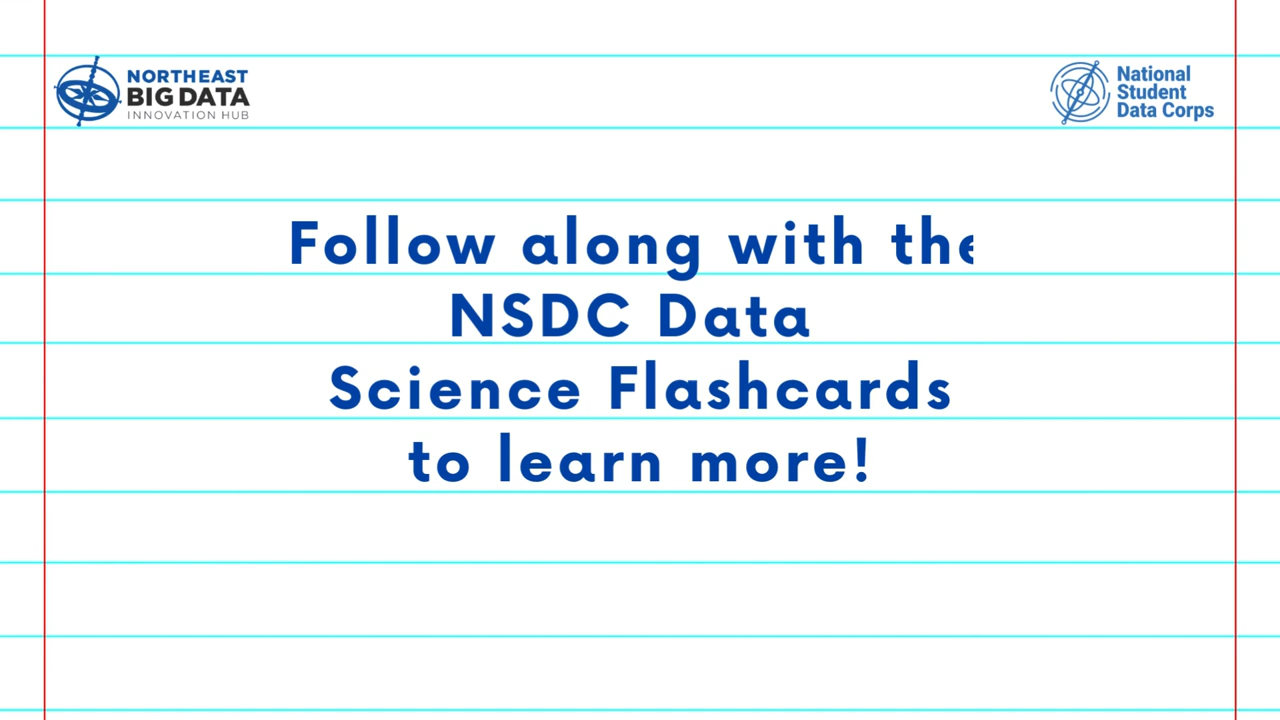 NORTHEAST
BIG DATA
INNOVATION HUB
National
Student
Data Corps
Follow along with the
NSDC Data
Science Flashcards
to learn more!